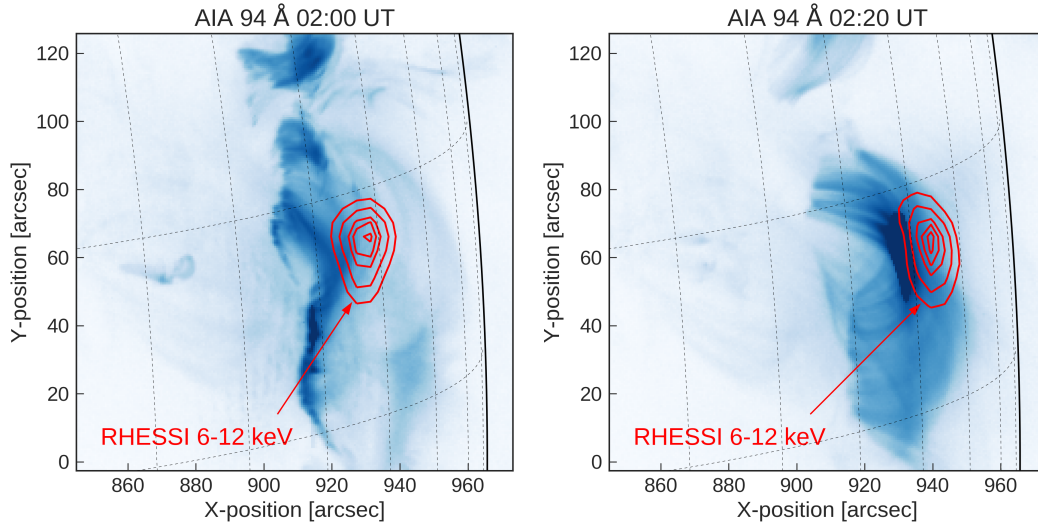 AIA 94 Å 02:00 UT
120
100
80
60
40
20
0
Y-position [arcsec]
860 880 900 920 940 960
X-position [arcsec]
RHESSI 6-12 keV
AIA 94 Å 02:20 UT
120
100
80
60
40
20
0
Y-position [arcsec]
860 880 900 920 940 960
X-position [arcsec]
RHESSI 6-12 keV